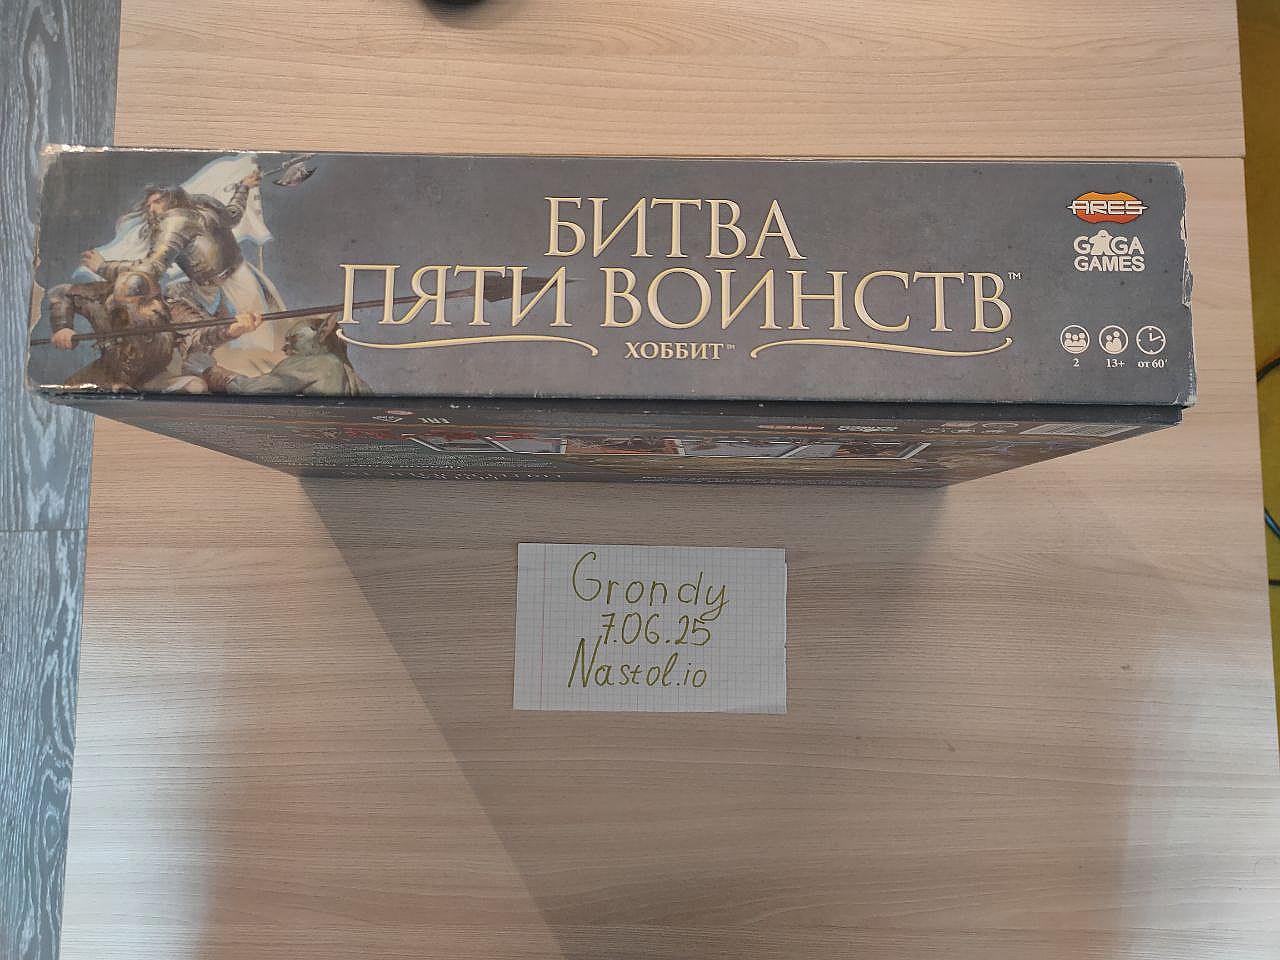 БИТВА
ПЯТИ ВОИНСТВ™
ХОББИТ™
ARES
GAGA
GAMES
2 13+ от 60'
Grondy
7.06.25
Nastol.io